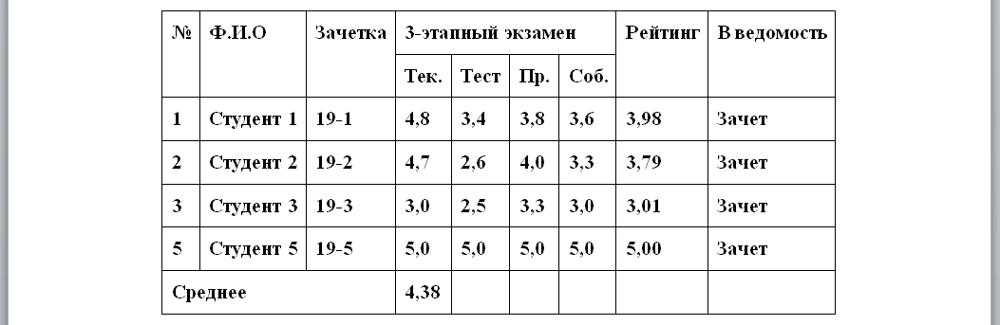 № Ф.И.О Зачетка 3-этапный экзамен Рейтинг В ведомость
Тек. Тест Пр. Соб.
1 Студент 1 19-1 4,8 3,4 3,8 3,6 3,98 Зачет
2 Студент 2 19-2 4,7 2,6 4,0 3,3 3,79 Зачет
3 Студент 3 19-3 3,0 2,5 3,3 3,0 3,01 Зачет
5 Студент 5 19-5 5,0 5,0 5,0 5,0 5,00 Зачет
Среднее 4,38